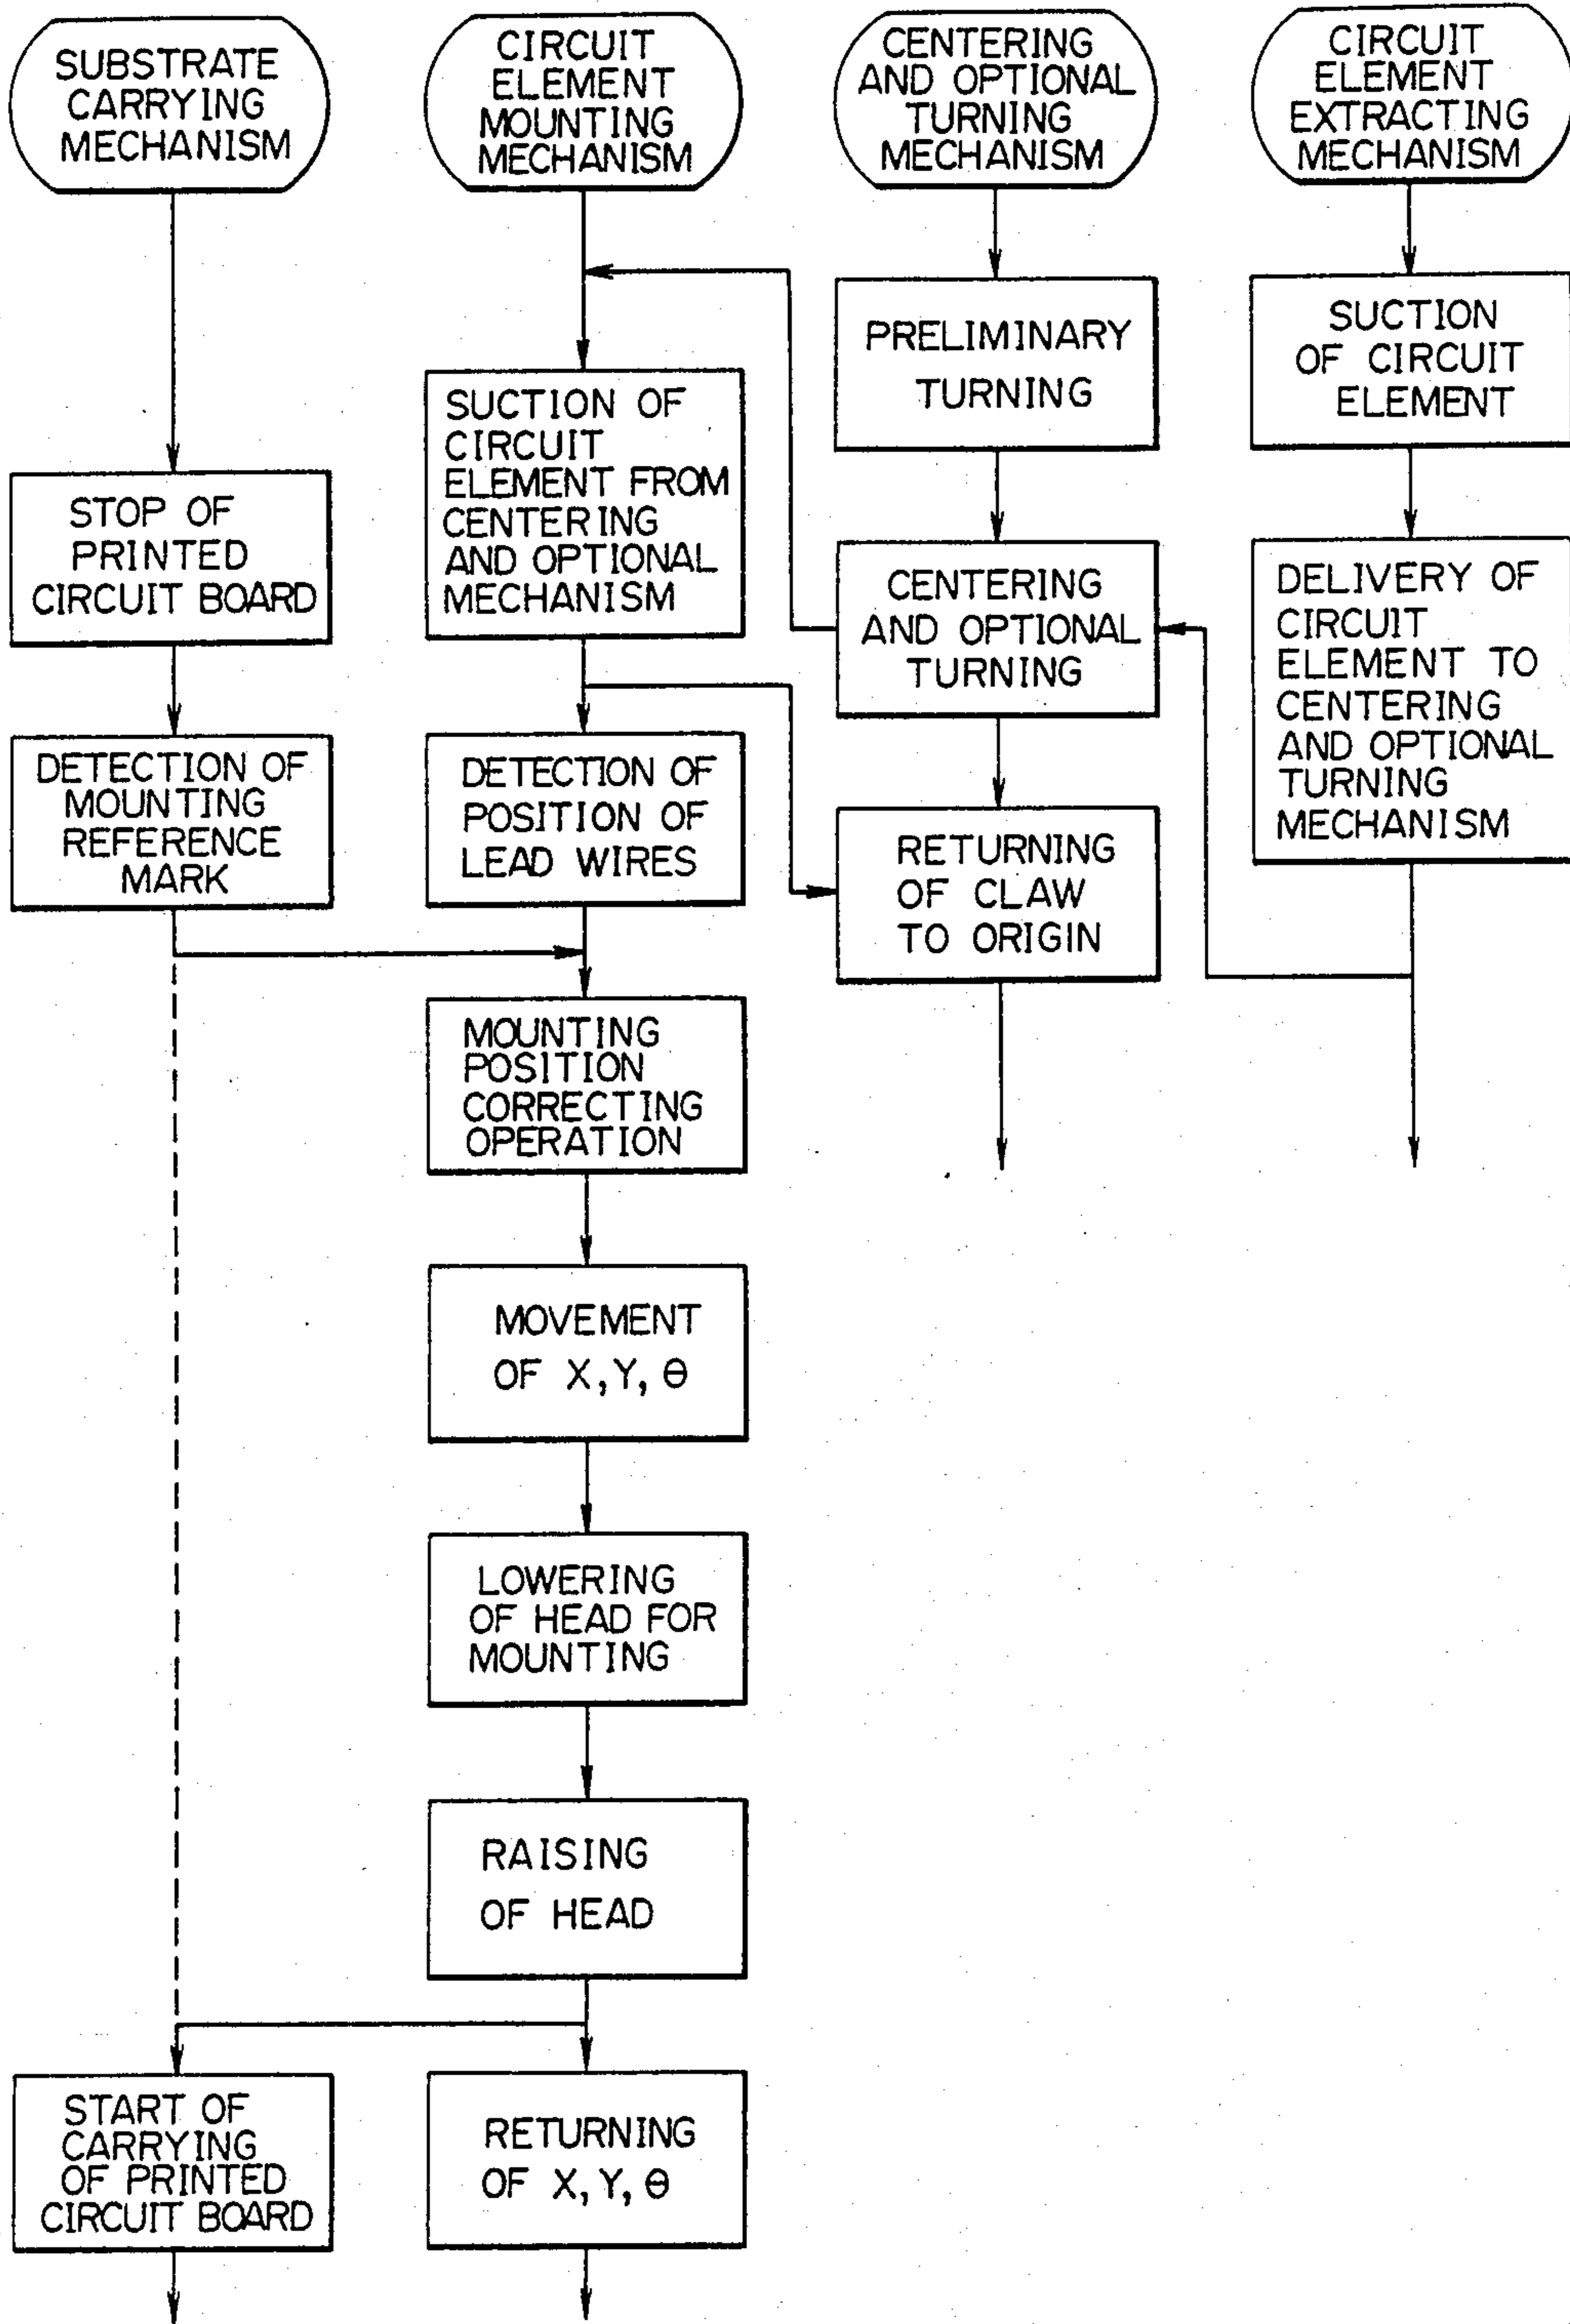 SUBSTRATE
CARRYING
MECHANISM
STOP OF
PRINTED
CIRCUIT BOARD
DETECTION OF
MOUNTING
REFERENCE
MARK
START OF
CARRYING
OF PRINTED
CIRCUIT BOARD
CIRCUIT
ELEMENT
MOUNTING
MECHANISM
SUCTION OF
CIRCUIT
ELEMENT FROM
CENTERING
AND OPTIONAL
MECHANISM
DETECTION OF
POSITION OF
LEAD WIRES
MOUNTING
POSITION
CORRECTING
OPERATION
MOVEMENT
OF X, Y, θ
LOWERING
OF HEAD FOR
MOUNTING
RAISING
OF HEAD
RETURNING
OF X, Y, θ
CENTERING
AND OPTIONAL
TURNING
MECHANISM
PRELIMINARY
TURNING
CENTERING
AND OPTIONAL
TURNING
RETURNING
OF CLAW
TO ORIGIN
CIRCUIT
ELEMENT
EXTRACTING
MECHANISM
SUCTION
OF CIRCUIT
ELEMENT
DELIVERY OF
CIRCUIT
ELEMENT TO
CENTERING
AND OPTIONAL
TURNING
MECHANISM